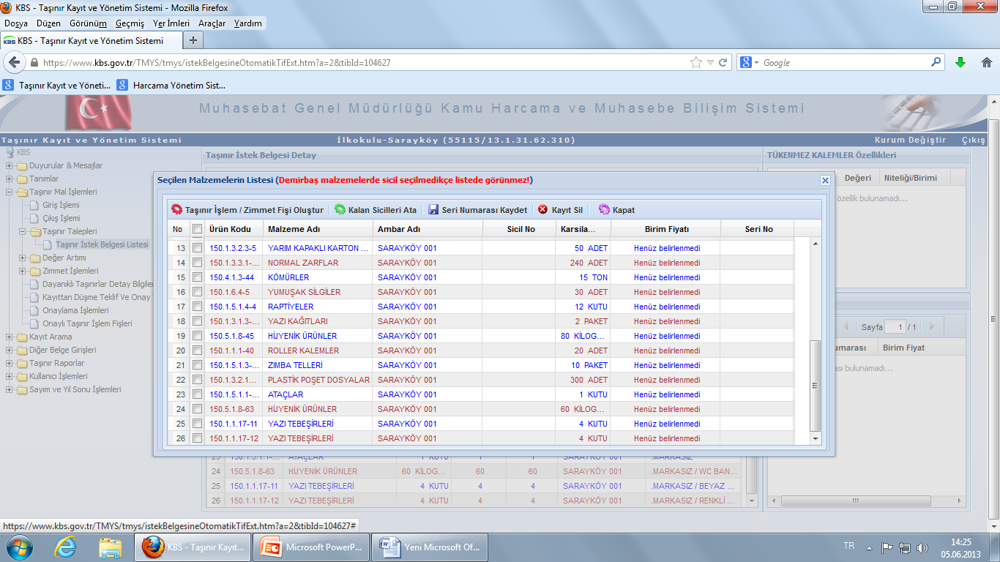 KBS - Taşınır Kayıt ve Yönetim Sistemi - Mozilla Firefox
Dosya Düzen Görünüm Geçmiş Yer İmleri Araçlar Yardım
KBS - Taşınır Kayıt ve Yönetim Sistemi
https://www.kbs.gov.tr/TMYS/tmys/istekBelgesineOtomatikTifExt.htm?a=2&tibId=104627
Google
Taşınır Kayıt ve Yöneti... Harcama Yönetim Sist...
Muhasebat Genel Müdürlüğü Kamu Harcama ve Muhasebe Bilişim Sistemi
Taşınır Kayıt ve Yönetim Sistemi İlkokulu-Sarayköy (55115/13.1.31.62.310) Kurum Değiştir Çıkış
KBS
Duyurular & Mesajlar
Tanımlar
Taşınır Mal İşlemleri
Giriş İşlemi
Çıkış İşlemi
Taşınır Talepleri
Taşınır İstek Belgesi Listesi
Değer Artımı
Zimmet İşlemleri
Dayanıklı Taşınırlar Detay Bilgiler
Kayıttan Düşme Teklif Ve Onay
Onaylama İşlemleri
Onaylı Taşınır İşlem Fişleri
Kayıt Arama
Diğer Belge Girişleri
Taşınır Raporlar
Kullanıcı İşlemleri
Sayım ve Yıl Sonu İşlemleri
Taşınır İstek Belgesi Detay
TÜKENMEZ KALEMLER Özellikleri
Değeri Niteliği/Birimi
özellik bulunamadı...
Sayfa 1 / 1
umarası Birim Fiyat
ası bulunamadı...
Seçilen Malzemelerin Listesi (Demirbaş malzemelerde sicil seçilmedikçe listede görünmez!)
Taşınır İşlem / Zimmet Fişi Oluştur Kalan Sicilleri Ata Seri Numarası Kaydet Kayıt Sil Kapat
No Ürün Kodu Malzeme Adı Ambar Adı Sicil No Karsila... Birim Fiyatı Seri No
13 150.1.3.2.3-5 YARIM KAPAKLI KARTON ... SARAYKÖY 001 50 ADET Henüz belirlenmedi
14 150.1.3.3.1-... NORMAL ZARFLAR SARAYKÖY 001 240 ADET Henüz belirlenmedi
15 150.4.1.3-44 KÖMÜRLER SARAYKÖY 001 15 TON Henüz belirlenmedi
16 150.1.6.4-5 YUMUŞAK SİLGİLER SARAYKÖY 001 30 ADET Henüz belirlenmedi
17 150.1.5.1.4-4 RAPTİYELER SARAYKÖY 001 12 KUTU Henüz belirlenmedi
18 150.1.3.1.3-... YAZI KAĞITLARI SARAYKÖY 001 2 PAKET Henüz belirlenmedi
19 150.5.1.8-45 HİJYENİK ÜRÜNLER SARAYKÖY 001 80 KİLOG... Henüz belirlenmedi
20 150.1.1.1-40 ROLLER KALEMLER SARAYKÖY 001 20 ADET Henüz belirlenmedi
21 150.1.5.1.3-... ZIMBA TELLERİ SARAYKÖY 001 10 PAKET Henüz belirlenmedi
22 150.1.3.2.1... PLASTİK POŞET DOSYALAR SARAYKÖY 001 300 ADET Henüz belirlenmedi
23 150.1.5.1.1-... ATAÇLAR SARAYKÖY 001 1 KUTU Henüz belirlenmedi
24 150.5.1.8-63 HİJYENİK ÜRÜNLER SARAYKÖY 001 60 KİLOG... Henüz belirlenmedi
25 150.1.1.17-11 YAZI TEBEŞİRLERİ SARAYKÖY 001 4 KUTU Henüz belirlenmedi
26 150.1.1.17-12 YAZI TEBEŞİRLERİ SARAYKÖY 001 4 KUTU Henüz belirlenmedi
23 150.1.5.1.1-... ATAÇLAR 1 KUTU 1 1 SARAYKÖY 001 .MARKASIZ
24 150.5.1.8-63 HİJYENİK ÜRÜNLER 60 KİLOG... 60 60 SARAYKÖY 001 .MARKASIZ / WC BAN...
25 150.1.1.17-11 YAZI TEBEŞİRLERİ 4 KUTU 4 4 SARAYKÖY 001 .MARKASIZ / BEYAZ ...
26 150.1.1.17-12 YAZI TEBEŞİRLERİ 4 KUTU 4 4 SARAYKÖY 001 .MARKASIZ / RENKLİ ...
https://www.kbs.gov.tr/TMYS/tmys/istekBelgesineOtomatikTifExt.htm?a=2&tibId=104627#
KBS - Taşınır Kayıt... Microsoft PowerP... Yeni Microsoft Of... TR 14:25
05.06.2013